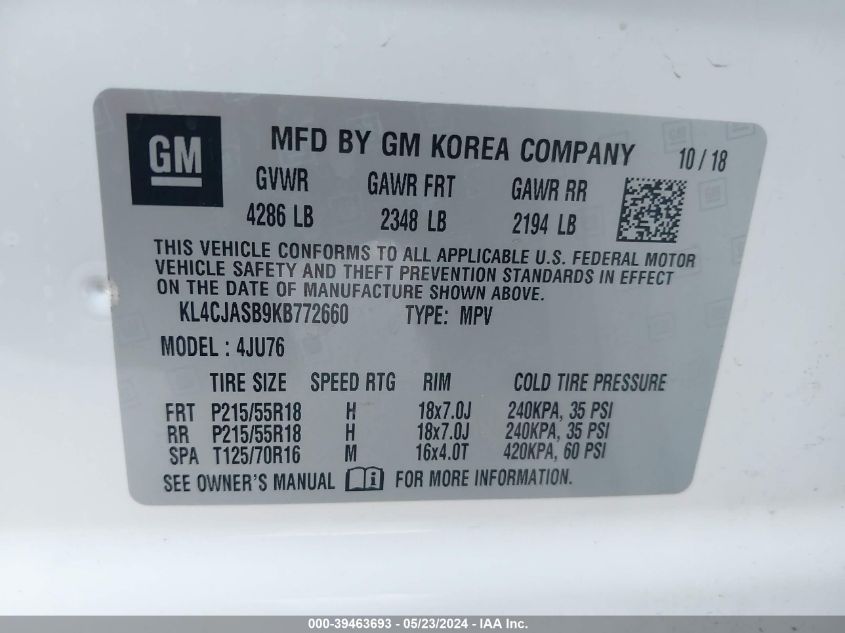 GM
MFD BY GM KOREA COMPANY 10/18
GVWR GAWR FRT GAWR RR
4286 LB 2348 LB 2194 LB
THIS VEHICLE CONFORMS TO ALL APPLICABLE U.S. FEDERAL MOTOR
VEHICLE SAFETY AND THEFT PREVENTION STANDARDS IN EFFECT
ON THE DATE OF MANUFACTURE SHOWN ABOVE.
KL4CJASB9KB772660 TYPE: MPV
MODEL : 4JU76
TIRE SIZE SPEED RTG RIM COLD TIRE PRESSURE
FRT P215/55R18 H 18x7.0J 240KPA, 35 PSI
RR P215/55R18 H 18x7.0J 240KPA, 35 PSI
SPA T125/70R16 M 16x4.0T 420KPA, 60 PSI
SEE OWNER'S MANUAL FOR MORE INFORMATION.
000-39463693 - 05/23/2024 - IAA Inc.